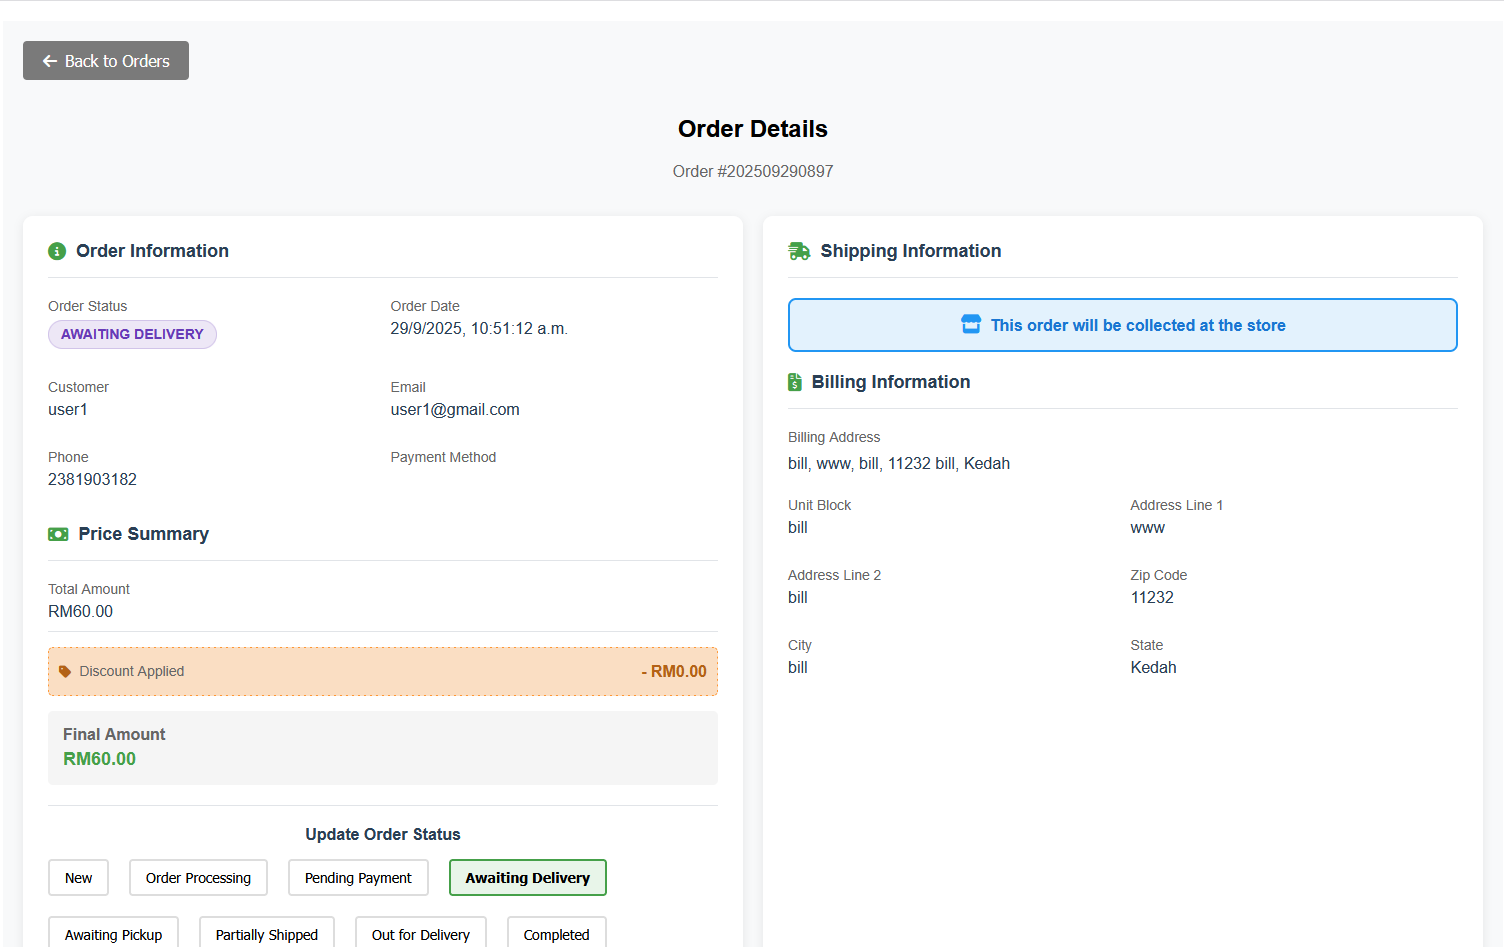 Back to Orders
Order Details
Order #202509290897
Order Information
Order Status
AWAITING DELIVERY
Order Date
29/9/2025, 10:51:12 a.m.
Customer
user1
Email
user1@gmail.com
Phone
2381903182
Payment Method
Price Summary
Total Amount
RM60.00
Discount Applied
- RM0.00
Final Amount
RM60.00
Update Order Status
New
Order Processing
Pending Payment
Awaiting Delivery
Awaiting Pickup
Partially Shipped
Out for Delivery
Completed
Shipping Information
This order will be collected at the store
Billing Information
Billing Address
bill, www, bill, 11232 bill, Kedah
Unit Block
bill
Address Line 1
www
Address Line 2
bill
Zip Code
11232
City
bill
State
Kedah